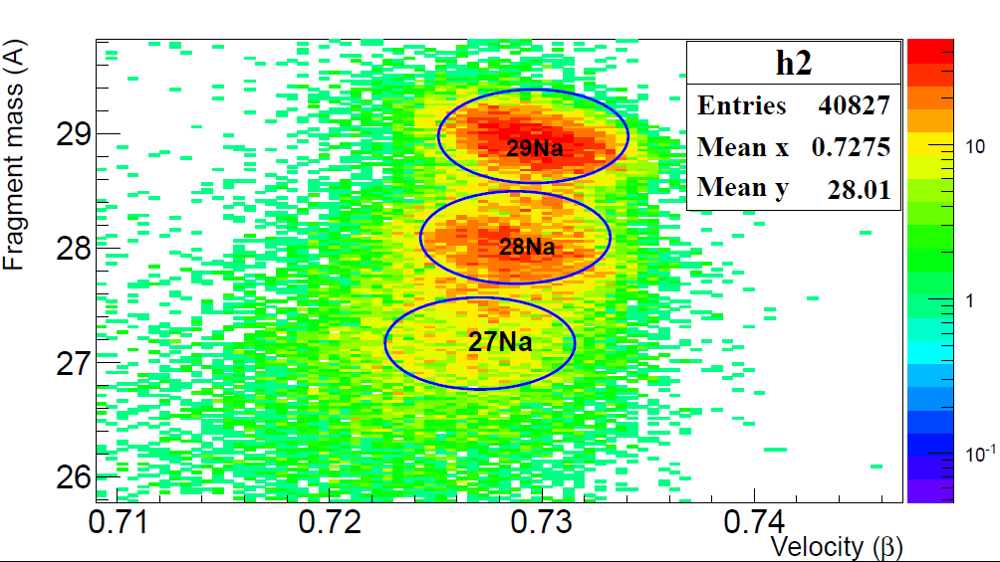 Fragment mass (A)
29
28
27
26
0.71 0.72 0.73 0.74
Velocity (β)
29Na
28Na
27Na
h2
Entries 40827
Mean x 0.7275
Mean y 28.01
10
1
10-1